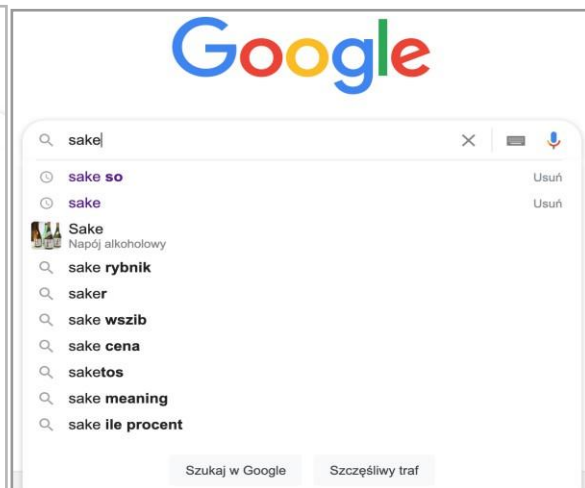 Google
sake
sake so Usuń
sake Usuń
Sake
Napój alkoholowy
sake rybnik
saker
sake wszib
sake cena
saketos
sake meaning
sake ile procent
Szukaj w Google Szczęśliwy traf